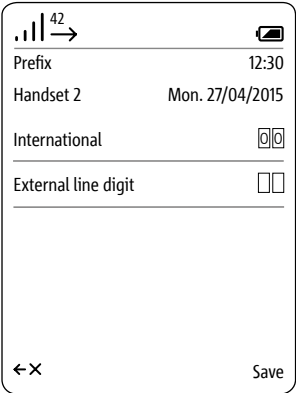 42
Prefix 12:30
Handset 2 Mon. 27/04/2015
International 00
External line digit
Save